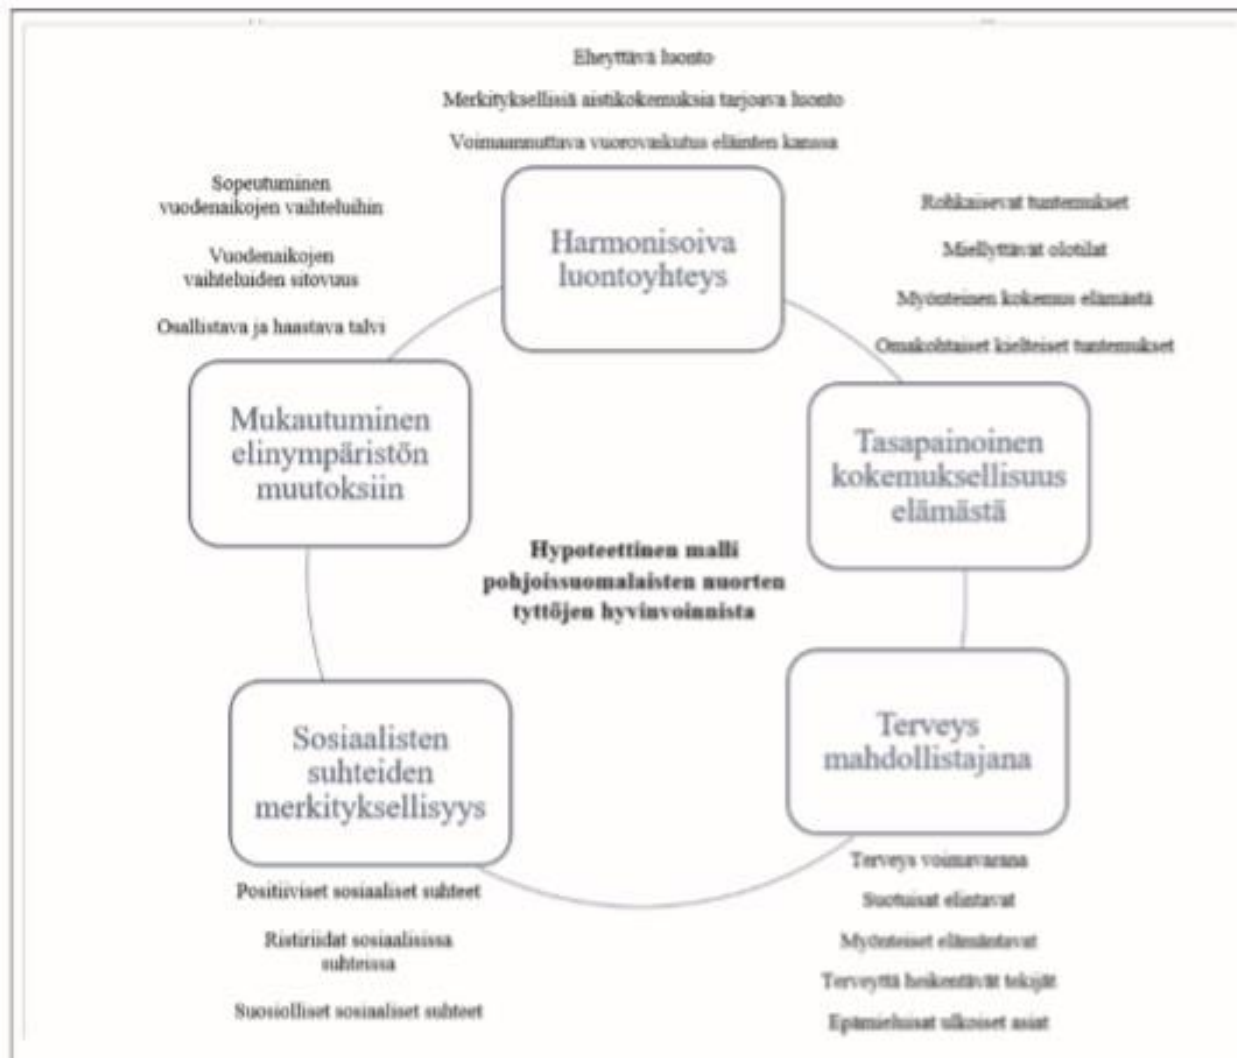 Eheyttävä luonto
Merkityksellisiä aistikokemuksia tarjoava luonto
Voimaannuttava vuorovaikutus eläinten kanssa
Harmonisoiva
luontoyhteys
Rohkaisevat tuntemukset
Miellyttävät olotilat
Myönteinen kokemus elämästä
Omakohtaiset kielteiset tuntemukset
Tasapainoinen
kokemuksellisuus
elämästä
Terveys
mahdollistajana
Terveys voimavarana
Suotuisat elintavat
Myönteiset elämäntavat
Terveyttä heikentävät tekijät
Epämieluisat ulkoiset asiat
Sosiaalisten
suhteiden
merkityksellisyys
Positiiviset sosiaaliset suhteet
Ristiriidat sosiaalisissa
suhteissa
Suosiolliset sosiaaliset suhteet
Sopeutuminen
vuodenaikojen vaihteluihin
Vuodenaikojen
vaihteluiden sitovuus
Osallistava ja haastava talvi
Mukautuminen
elinympäristön
muutoksiin
Hypoteettinen malli
pohjoissuomalaisten nuorten
tyttöjen hyvinvoinnista